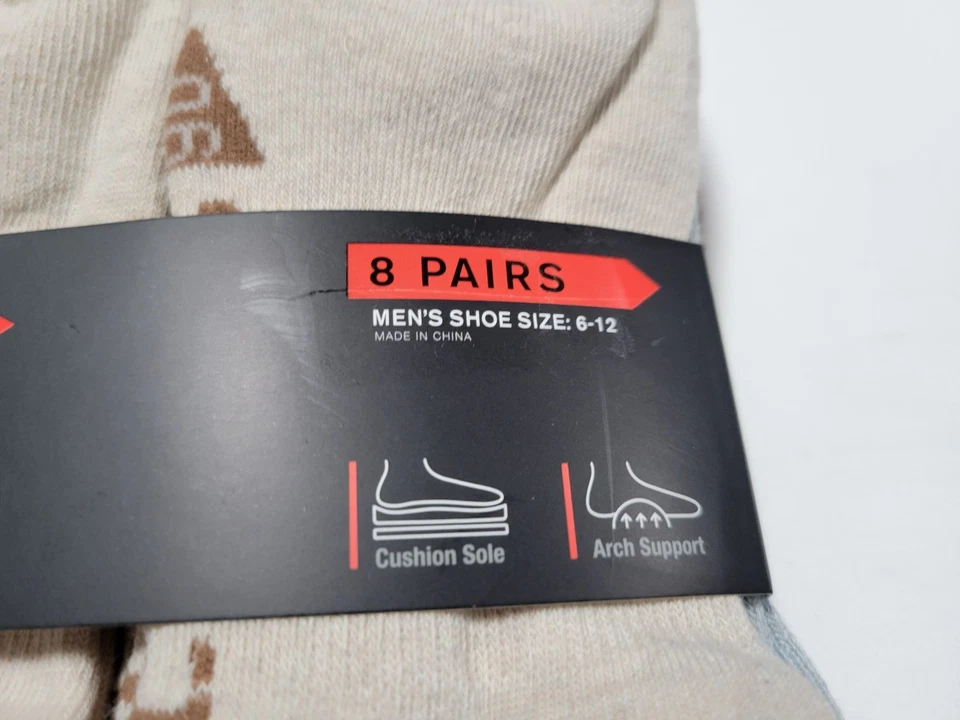 8 PAIRS
MEN'S SHOE SIZE: 6-12
MADE IN CHINA
Cushion Sole
Arch Support